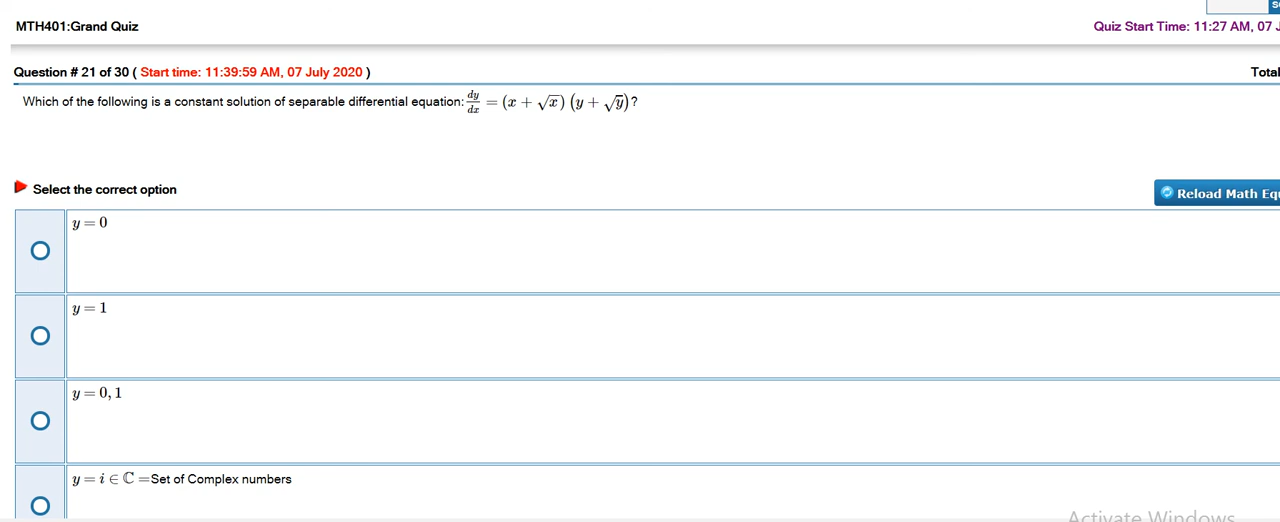 MTH401:Grand Quiz
Quiz Start Time: 11:27 AM, 07
Question # 21 of 30 ( Start time: 11:39:59 AM, 07 July 2020 )
Total
Which of the following is a constant solution of separable differential equation: dy/dx = (x + √x) (y + √y)?
Select the correct option
Reload Math Equ
y = 0
y = 1
y = 0, 1
y = i ∈ ℂ =Set of Complex numbers
Activate Windows